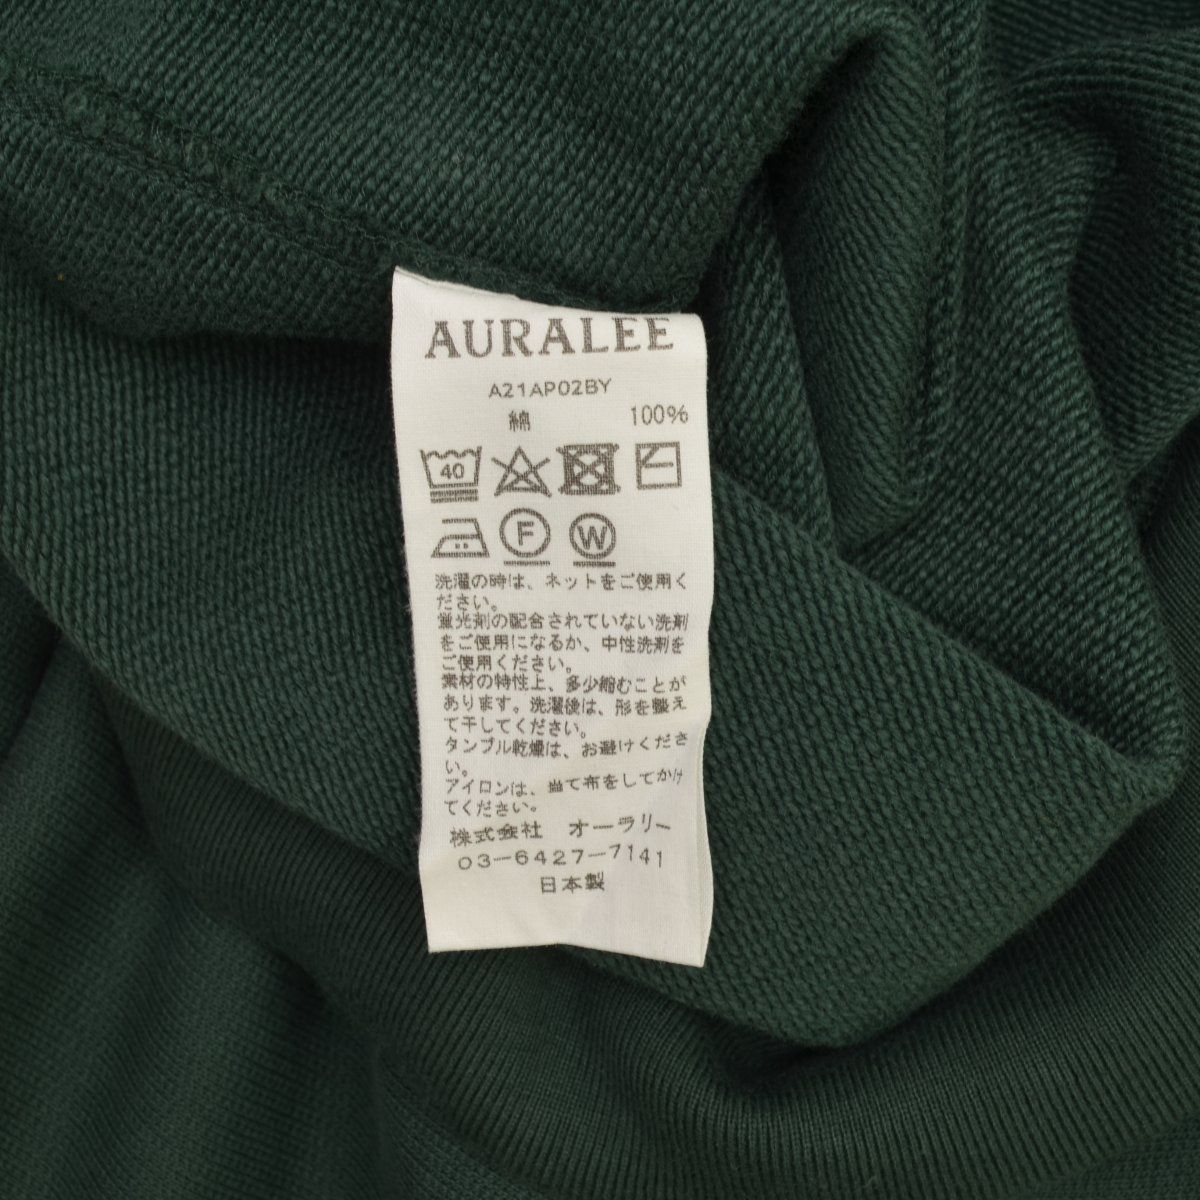 AURALEE
A21AP02BY
綿 100%
40
F W
洗濯の時は、ネットをご使用く
ださい。
蛍光剤の配合されていない洗剤
をご使用になるか、中性洗剤を
ご使用ください。
素材の特性上、多少縮むことが
あります。洗濯後は、形を整え
て干してください。
タンブル乾燥は、お避けくださ
い。
アイロンは、当て布をしてかけ
てください。
株式会社 オーラリー
03-6427-7141
日本製